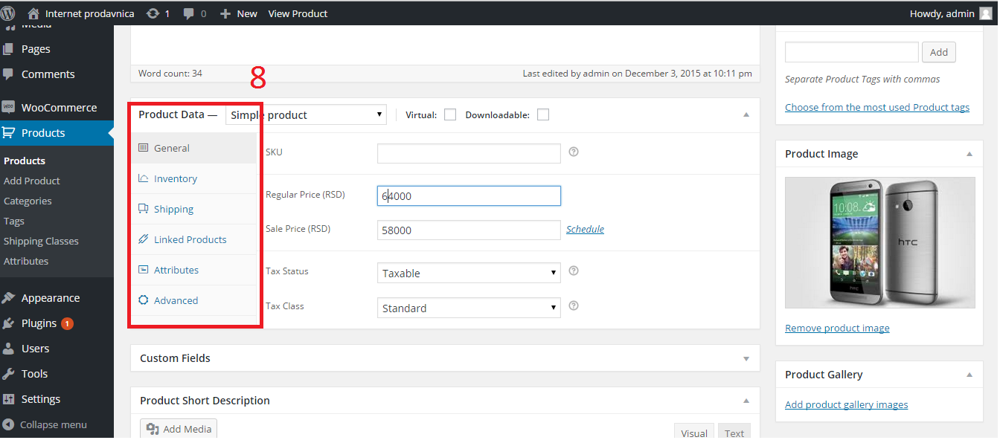 Internet prodavnica 1 0 New View Product Howdy, admin
Media
Pages
Comments
WooCommerce
Products
Products
Add Product
Categories
Tags
Shipping Classes
Attributes
Appearance
Plugins 1
Users
Tools
Settings
Collapse menu
Word count: 34 Last edited by admin on December 3, 2015 at 10:11 pm
8
Product Data — Simple product Virtual: Downloadable:
General
Inventory
Shipping
Linked Products
Attributes
Advanced
SKU
Regular Price (RSD) 64000
Sale Price (RSD) 58000 Schedule
Tax Status Taxable
Tax Class Standard
Custom Fields
Product Short Description
Add Media Visual Text
Add
Separate Product Tags with commas
Choose from the most used Product tags
Product Image
10:08
hTC
Remove product image
Product Gallery
Add product gallery images